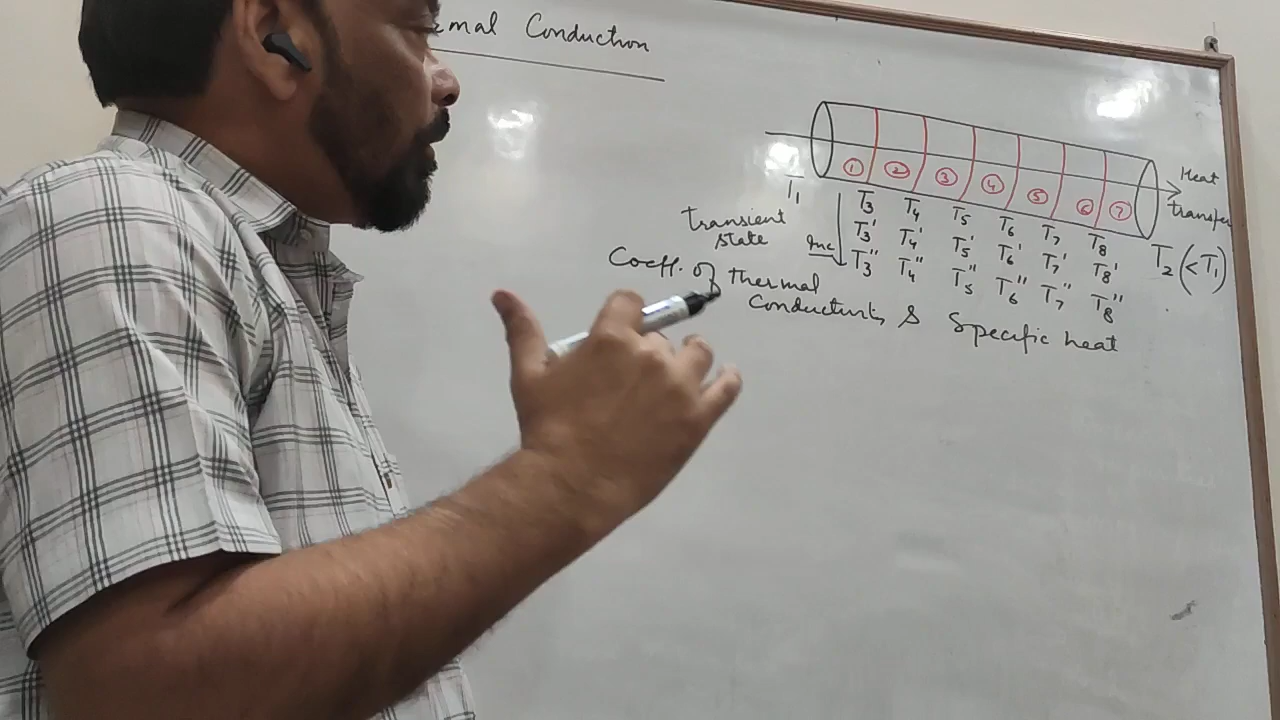 rmal Conduction
① ② ③ ④ ⑤ ⑥ ⑦
Heat
transfer
T₁ T₃ T₄ T₅ T₆ T₇ T₈ T₂ (<T₁)
transient
state
Inc
T₃' T₄' T₅' T₆' T₇' T₈'
T₃" T₄" T₅" T₆" T₇" T₈"
Coeff. of thermal
Conductivity & Specific heat